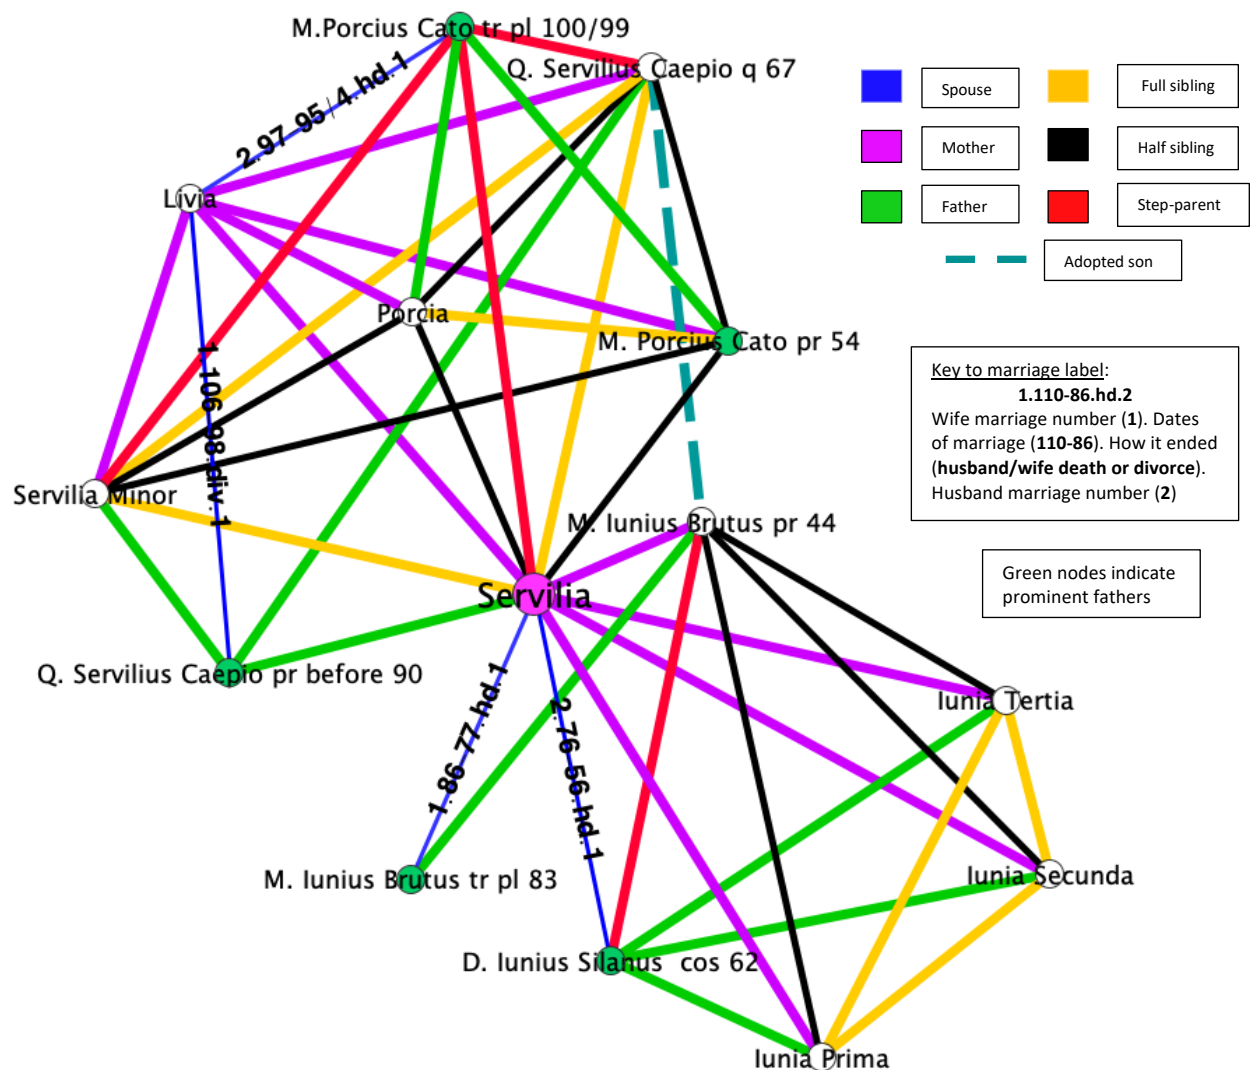 M.Porcius Cato tr pl 100/99
Q. Servilius Caepio q 67
2.97-95/4.hd.1
Livia
Porcia
M. Porcius Cato pr 54
1.106-98.div.1
Servilia Minor
M. Iunius Brutus pr 44
Servilia
Q. Servilius Caepio pr before 90
1.86-77.hd.1
2.76-56.hd.1
Iunia Tertia
M. Iunius Brutus tr pl 83
Iunia Secunda
D. Iunius Silanus cos 62
Iunia Prima
Spouse
Full sibling
Mother
Half sibling
Father
Step-parent
Adopted son
Key to marriage label:
1.110-86.hd.2
Wife marriage number (1). Dates
of marriage (110-86). How it ended
(husband/wife death or divorce).
Husband marriage number (2)
Green nodes indicate
prominent fathers